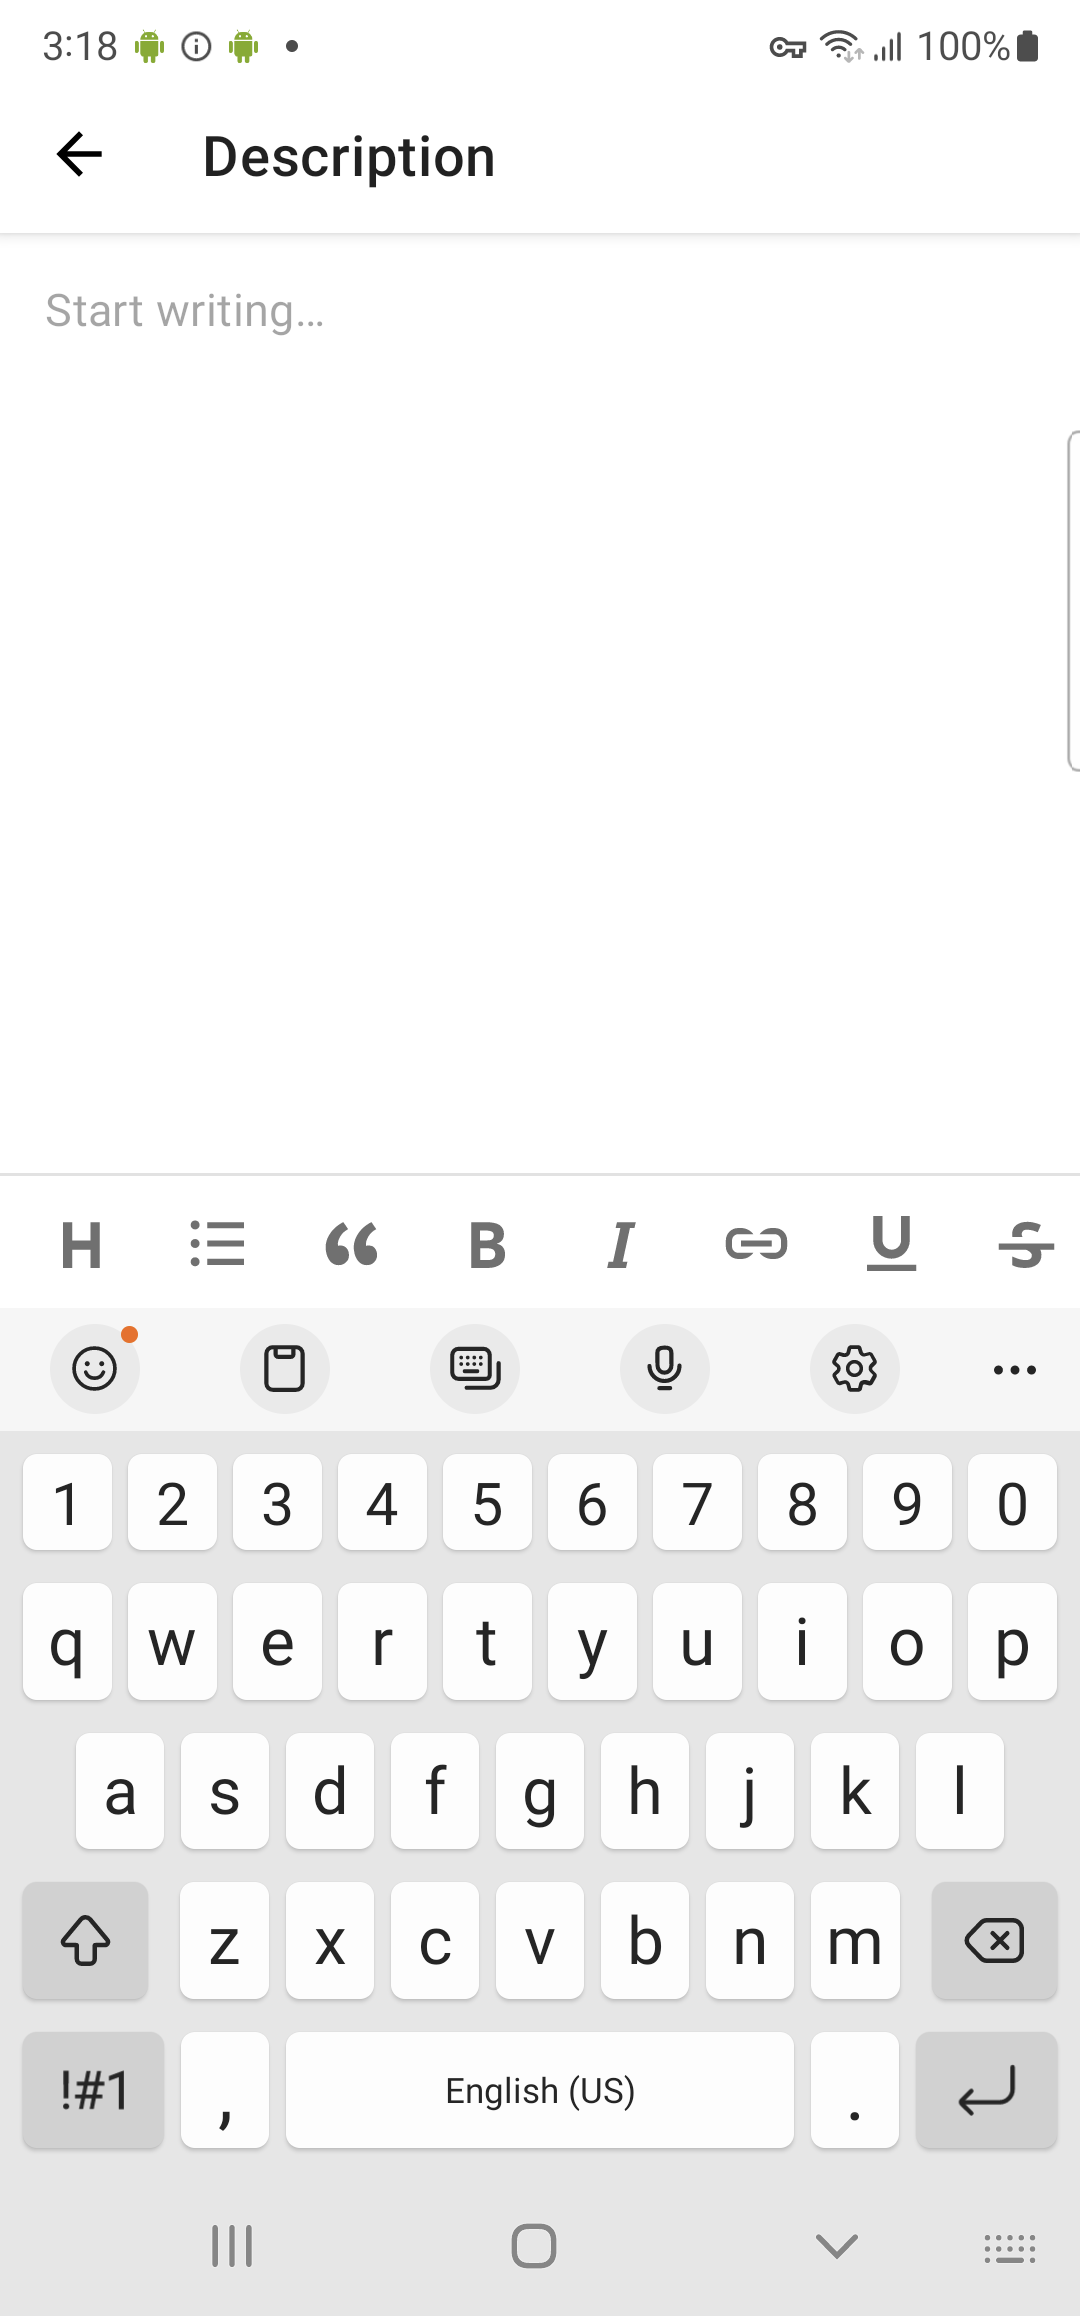 3:18 100%
Description
Start writing...
H B I U S
1 2 3 4 5 6 7 8 9 0
q w e r t y u i o p
a s d f g h j k l
z x c v b n m
!#1 , English (US) .